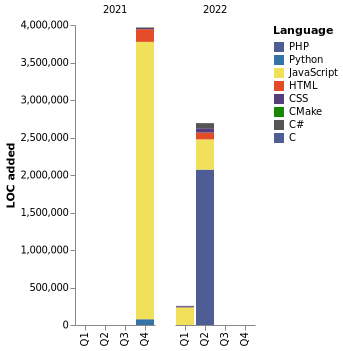 2021 2022
LOC added
4,000,000
3,500,000
3,000,000
2,500,000
2,000,000
1,500,000
1,000,000
500,000
0
Q1 Q2 Q3 Q4 Q1 Q2 Q3 Q4
Language
PHP
Python
JavaScript
HTML
CSS
CMake
C#
C